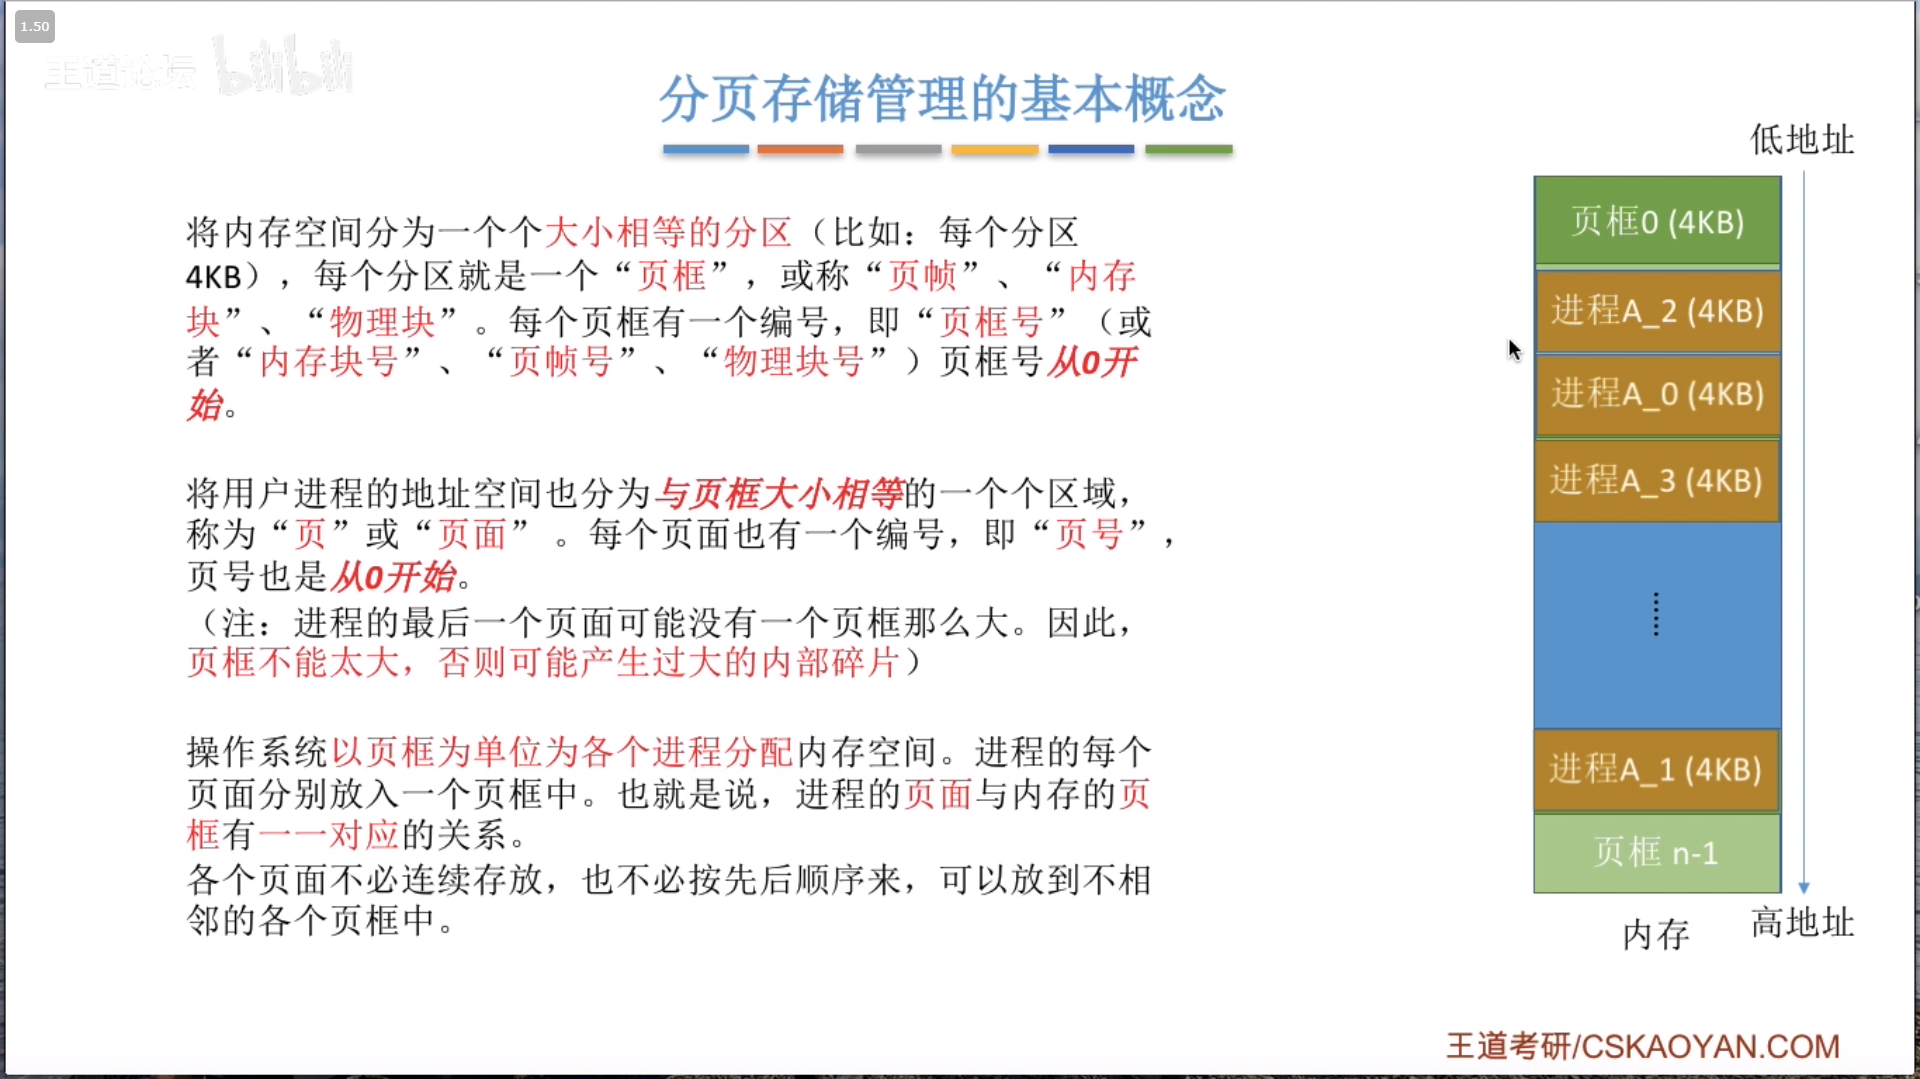 1.50
王道论坛 bilibili
分页存储管理的基本概念
将内存空间分为一个个大小相等的分区（比如：每个分区
4KB），每个分区就是一个“页框”，或称“页帧”、“内存
块”、“物理块”。每个页框有一个编号，即“页框号”（或
者“内存块号”、“页帧号”、“物理块号”）页框号从0开
始。
将用户进程的地址空间也分为与页框大小相等的一个个区域，
称为“页”或“页面” 。每个页面也有一个编号，即“页号”，
页号也是从0开始。
（注：进程的最后一个页面可能没有一个页框那么大。因此，
页框不能太大，否则可能产生过大的内部碎片）
操作系统以页框为单位为各个进程分配内存空间。进程的每个
页面分别放入一个页框中。也就是说，进程的页面与内存的页
框有一一对应的关系。
各个页面不必连续存放，也不必按先后顺序来，可以放到不相
邻的各个页框中。
低地址
页框0 (4KB)
进程A_2 (4KB)
进程A_0 (4KB)
进程A_3 (4KB)
……
进程A_1 (4KB)
页框 n-1
内存
高地址
王道考研/CSKAOYAN.COM